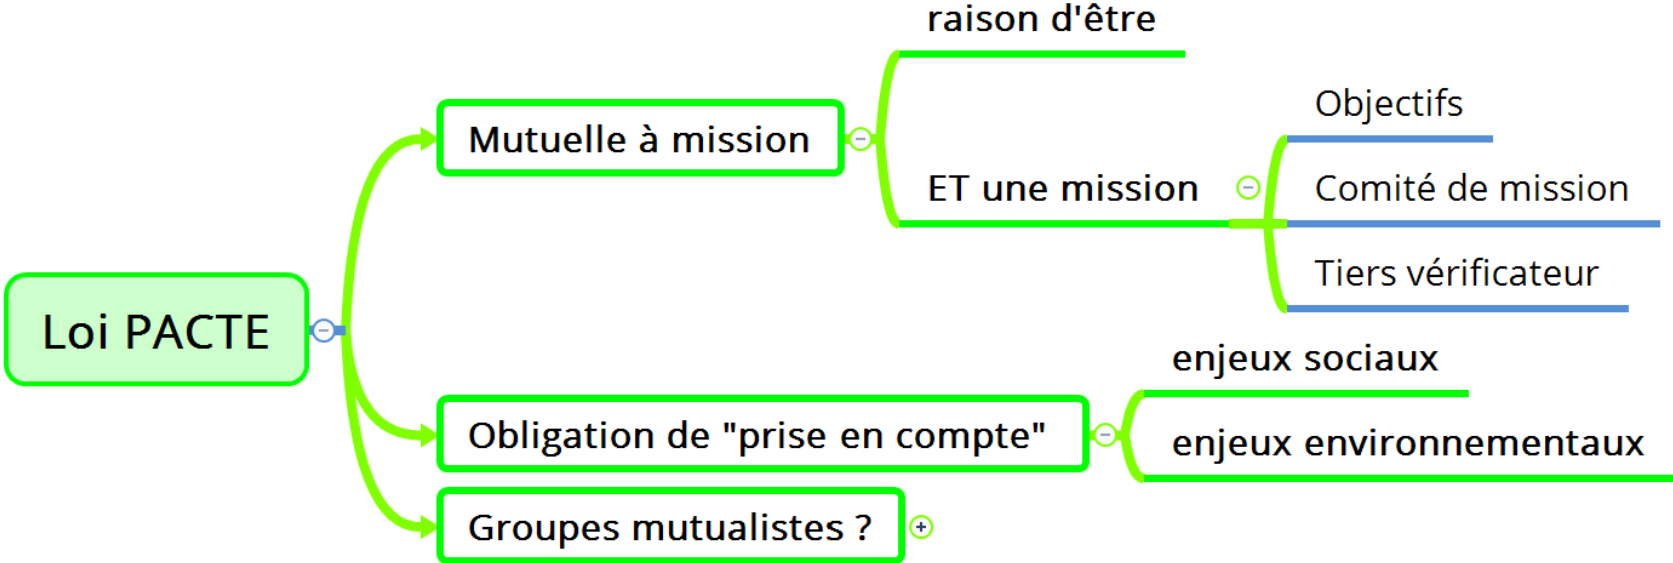 raison d'être
Objectifs
Mutuelle à mission
ET une mission
Comité de mission
Tiers vérificateur
Loi PACTE
enjeux sociaux
Obligation de "prise en compte"
enjeux environnementaux
Groupes mutualistes ?